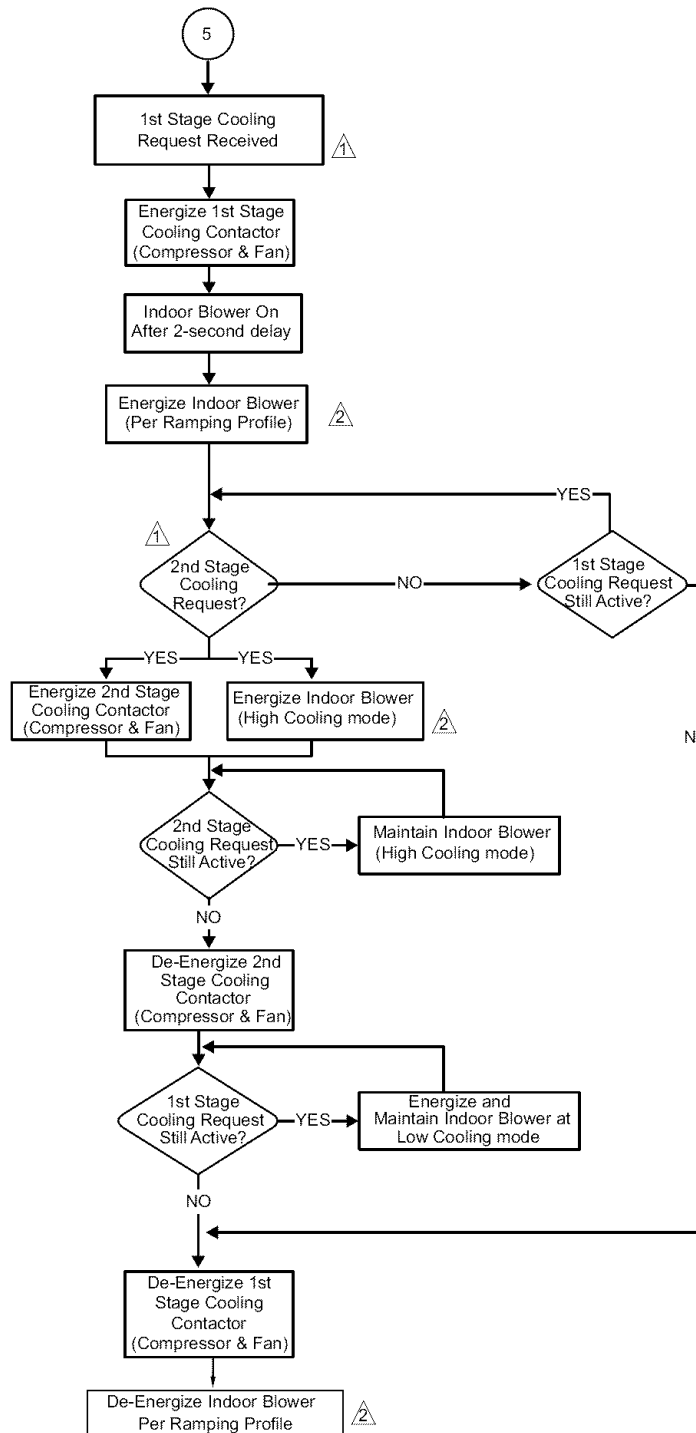 5
1st Stage Cooling
Request Received
1
Energize 1st Stage
Cooling Contactor
(Compressor & Fan)
Indoor Blower On
After 2-second delay
Energize Indoor Blower
(Per Ramping Profile)
2
YES
1
2nd Stage
Cooling
Request?
NO
1st Stage
Cooling Request
Still Active?
YES
YES
Energize 2nd Stage
Cooling Contactor
(Compressor & Fan)
Energize Indoor Blower
(High Cooling mode)
2
N
2nd Stage
Cooling Request
Still Active?
YES
Maintain Indoor Blower
(High Cooling mode)
NO
De-Energize 2nd
Stage Cooling
Contactor
(Compressor & Fan)
1st Stage
Cooling Request
Still Active?
YES
Energize and
Maintain Indoor Blower at
Low Cooling mode
NO
De-Energize 1st
Stage Cooling
Contactor
(Compressor & Fan)
De-Energize Indoor Blower
Per Ramping Profile
2